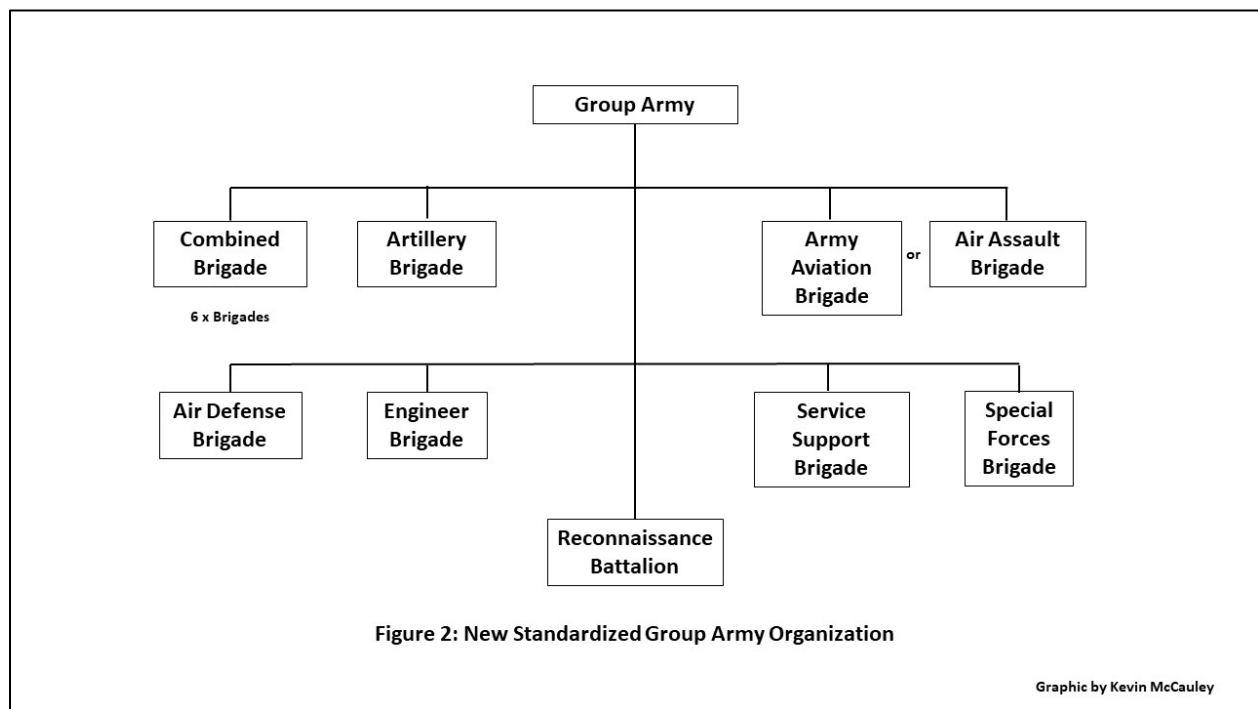 Group Army
Combined
Brigade
Artillery
Brigade
Army
Aviation
Brigade
or
Air Assault
Brigade
6 x Brigades
Air Defense
Brigade
Engineer
Brigade
Service
Support
Brigade
Special
Forces
Brigade
Reconnaissance
Battalion
Figure 2: New Standardized Group Army Organization
Graphic by Kevin McCauley